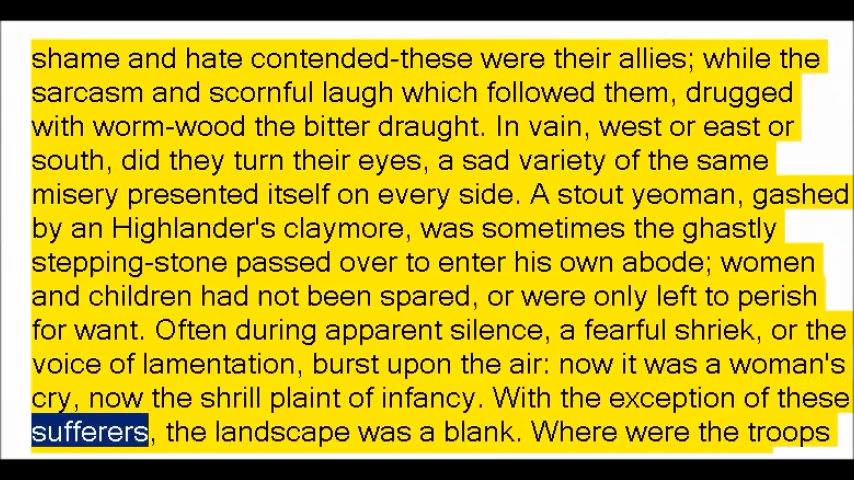 shame and hate contended-these were their allies; while the
sarcasm and scornful laugh which followed them, drugged
with worm-wood the bitter draught. In vain, west or east or
south, did they turn their eyes, a sad variety of the same
misery presented itself on every side. A stout yeoman, gashed
by an Highlander's claymore, was sometimes the ghastly
stepping-stone passed over to enter his own abode; women
and children had not been spared, or were only left to perish
for want. Often during apparent silence, a fearful shriek, or the
voice of lamentation, burst upon the air: now it was a woman's
cry, now the shrill plaint of infancy. With the exception of these
sufferers, the landscape was a blank. Where were the troops